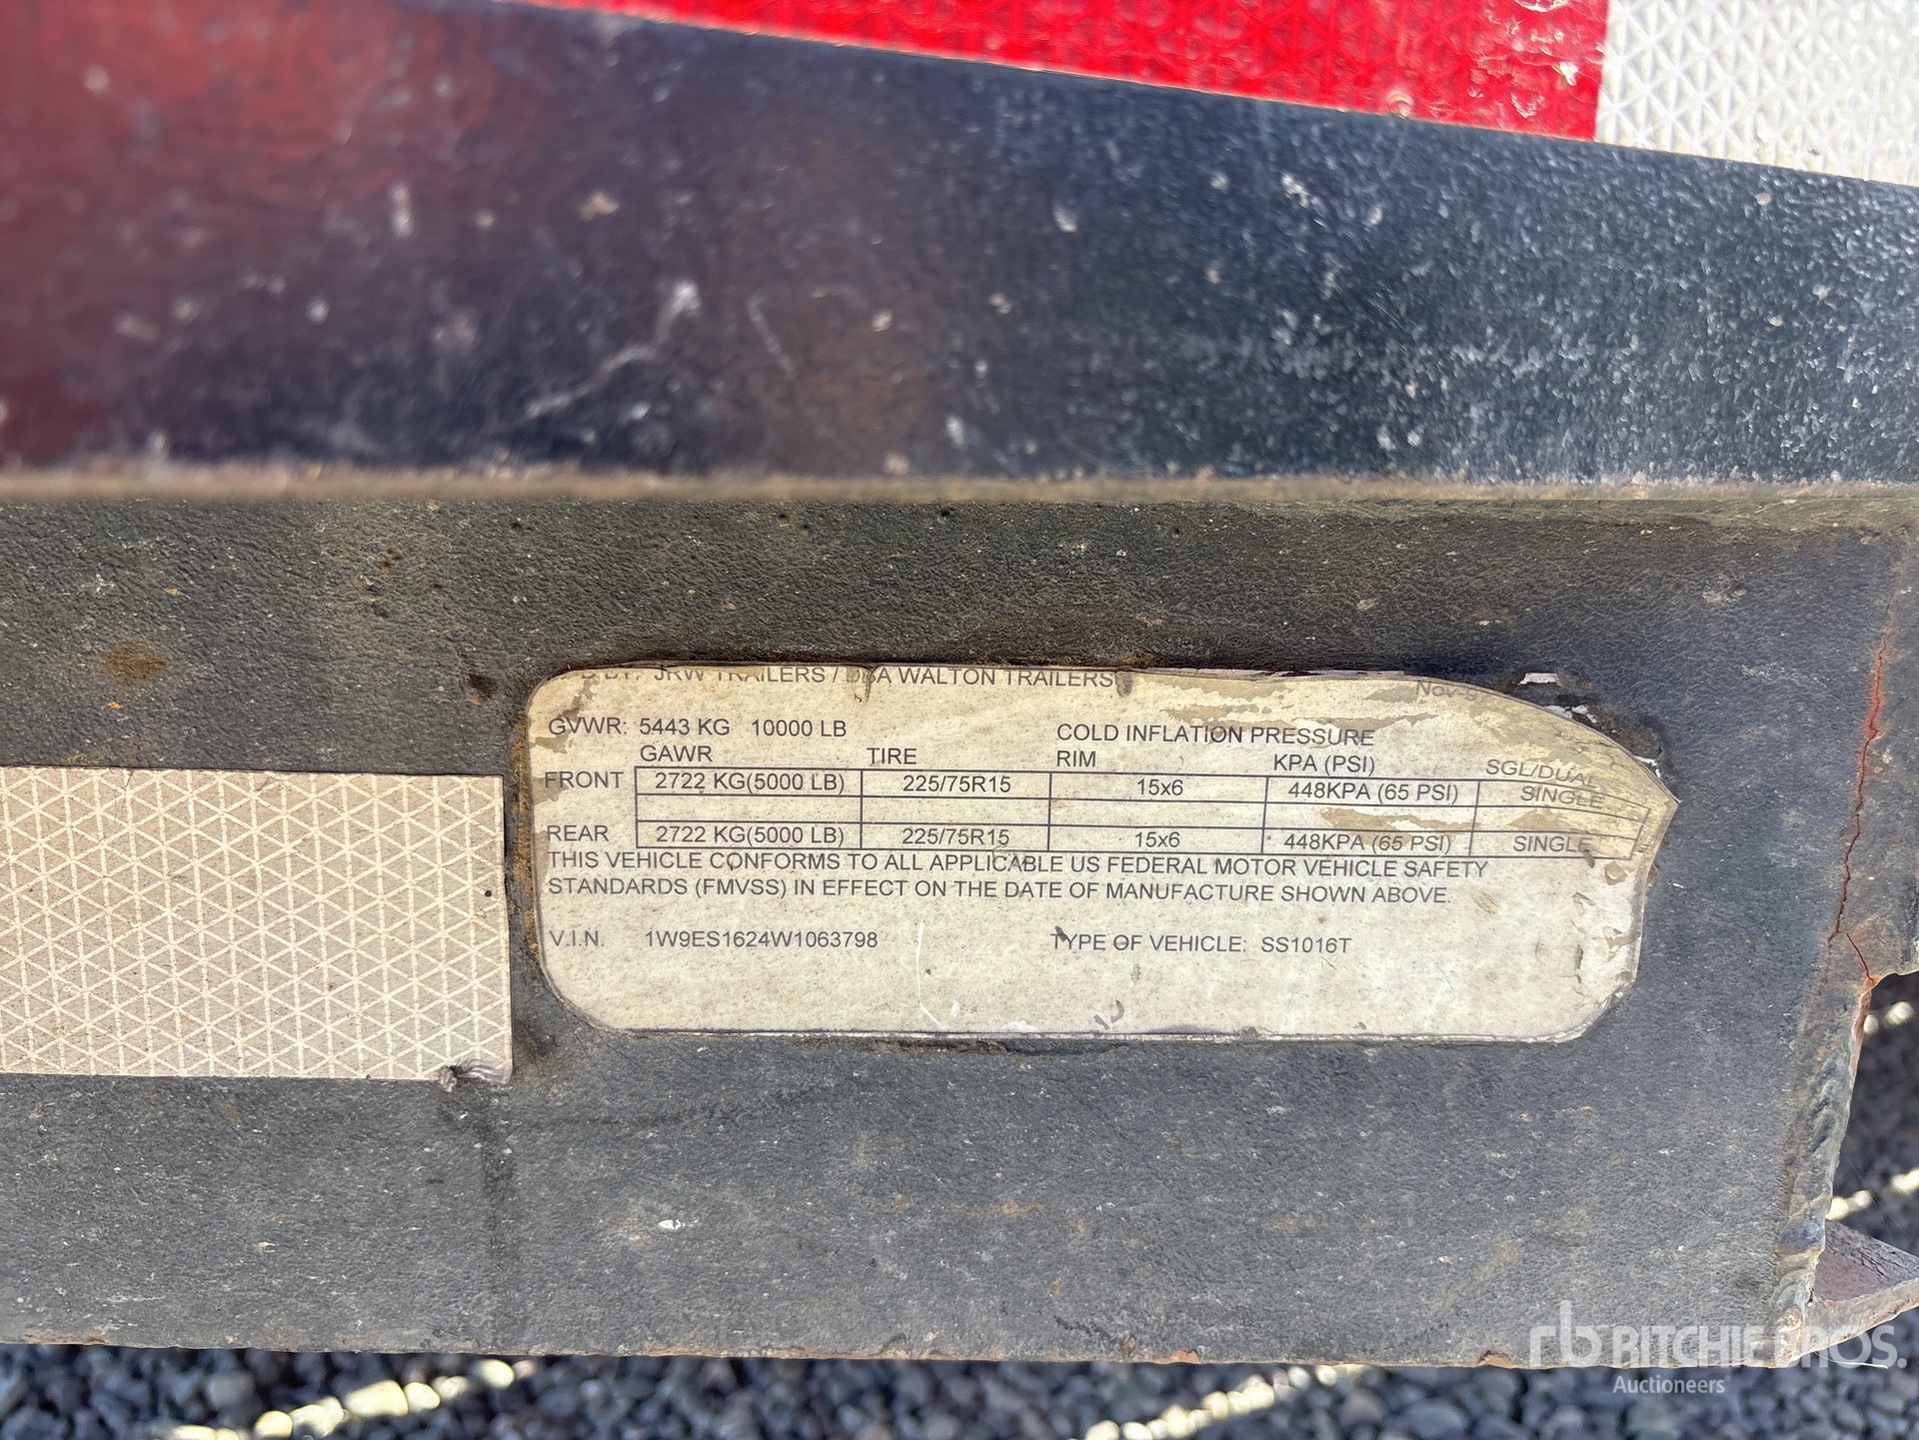 BY: JRW TRAILERS / DBA WALTON TRAILERS
GVWR: 5443 KG 10000 LB COLD INFLATION PRESSURE
GAWR TIRE RIM KPA (PSI) SGL/DUAL
FRONT 2722 KG(5000 LB) 225/75R15 15x6 448KPA (65 PSI) SINGLE
REAR 2722 KG(5000 LB) 225/75R15 15x6 448KPA (65 PSI) SINGLE
THIS VEHICLE CONFORMS TO ALL APPLICABLE US FEDERAL MOTOR VEHICLE SAFETY
STANDARDS (FMVSS) IN EFFECT ON THE DATE OF MANUFACTURE SHOWN ABOVE.
V.I.N. 1W9ES1624W1063798 TYPE OF VEHICLE: SS1016T
rb RITCHIE BROS.
Auctioneers